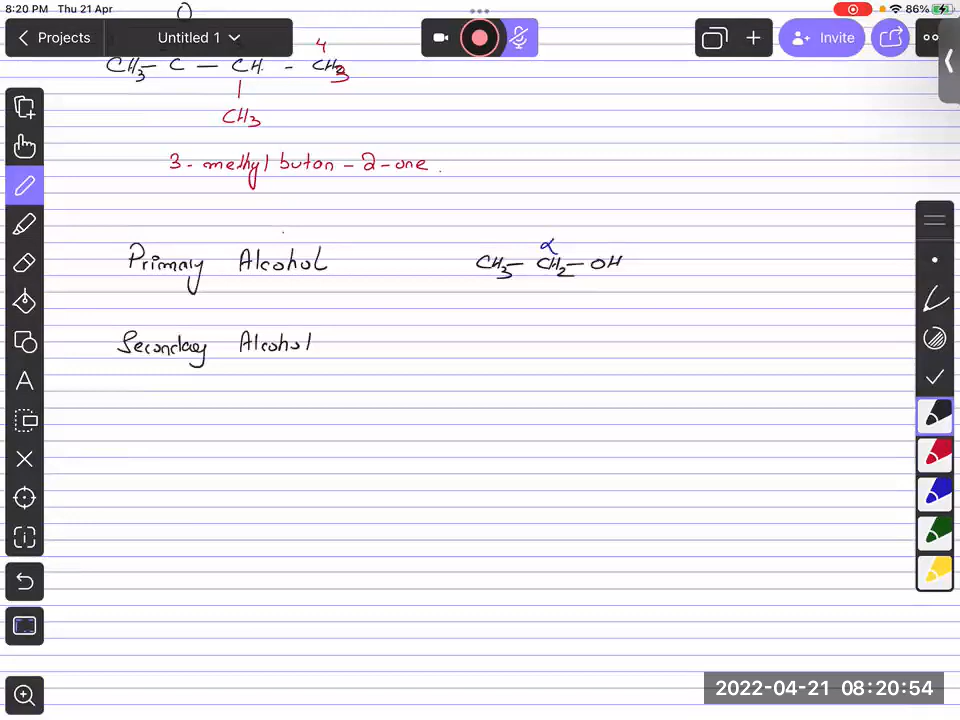 8:20 PM Thu 21 Apr
86%
Projects
Untitled 1
Invite
O
4
CH3 - C - CH - CH3
CH3
3 - methyl butan - 2 - one.
α
Primary Alcohol CH3 - CH2 - OH
Secondary Alcohol
A
2022-04-21 08:20:54